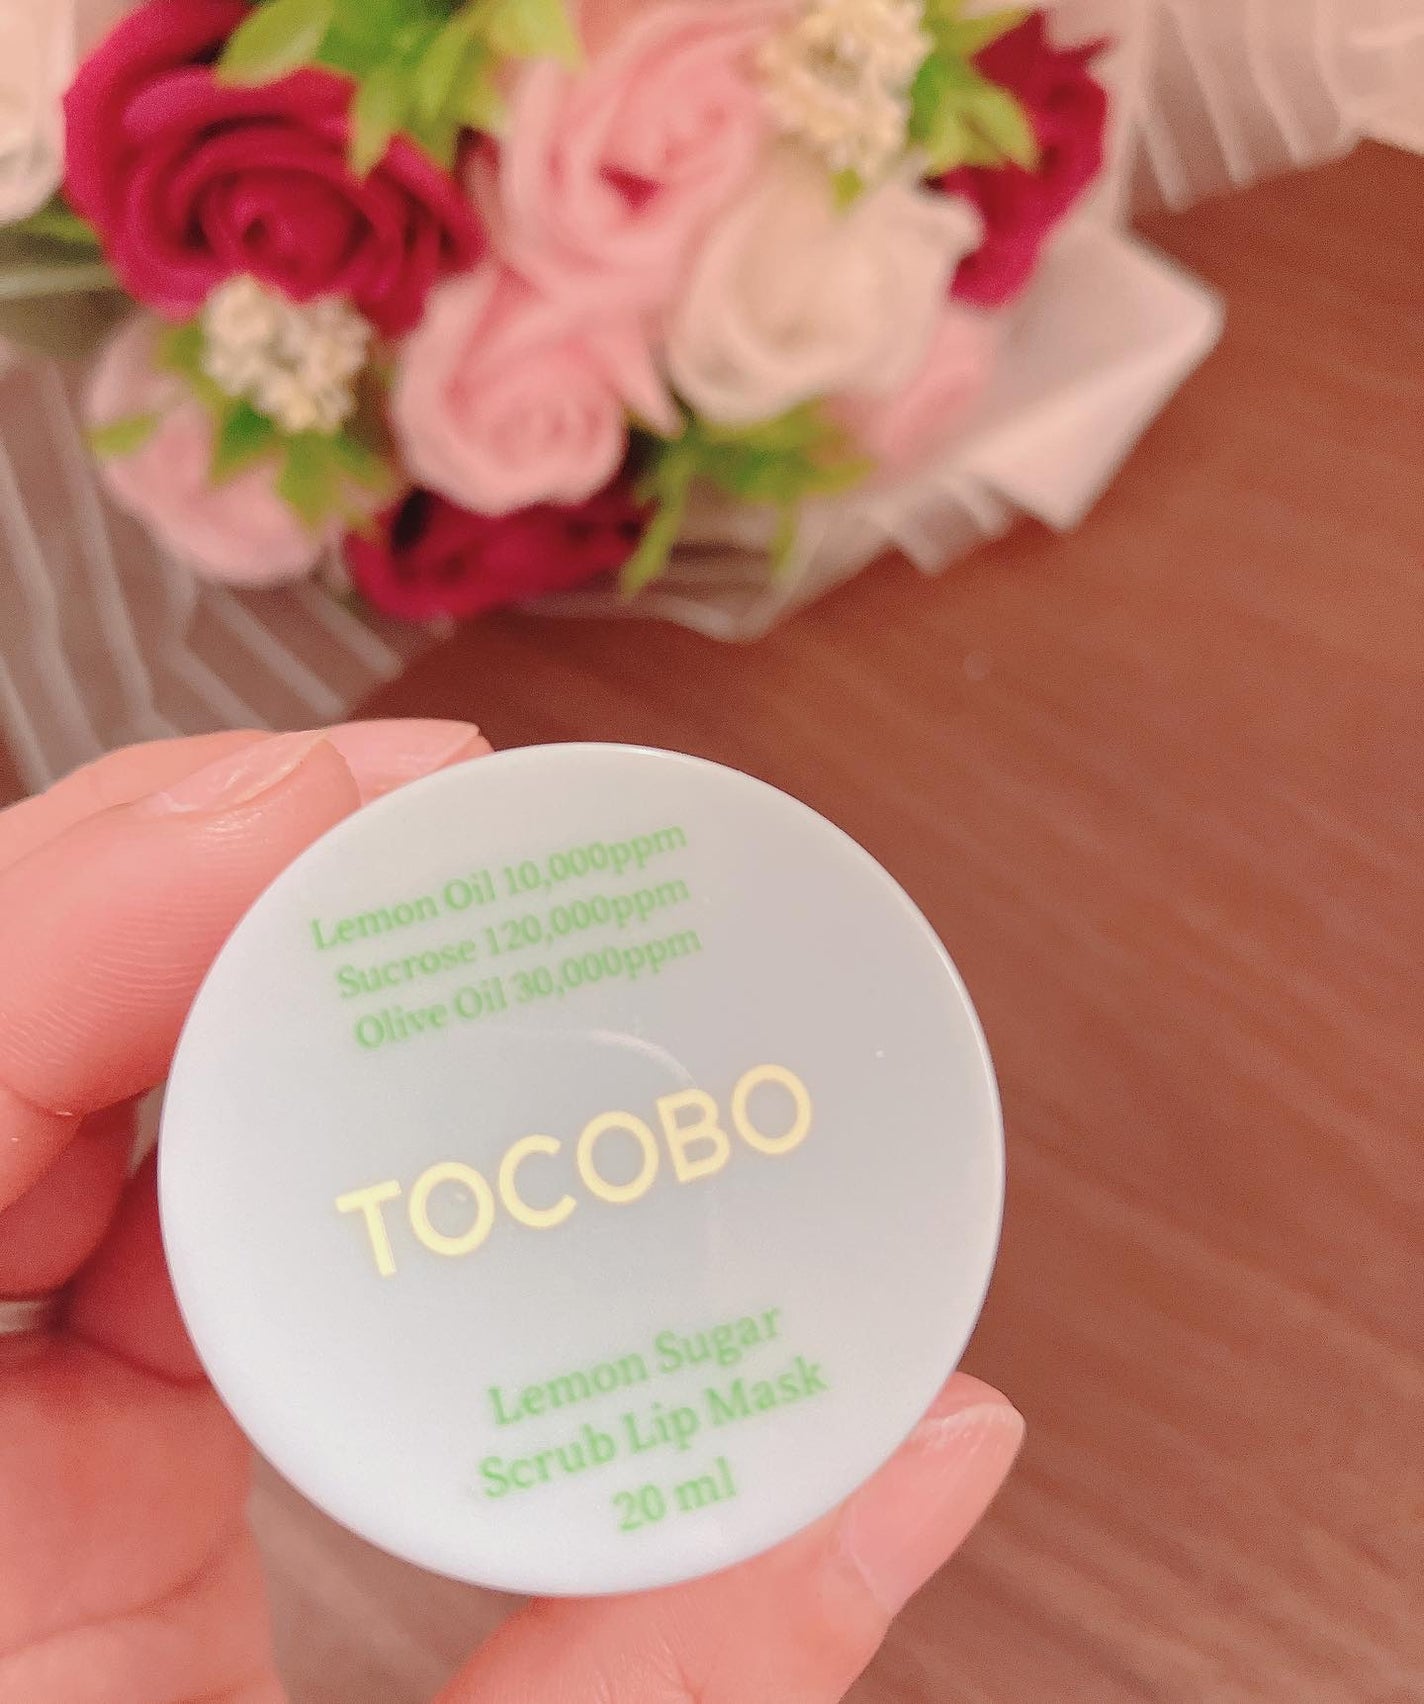 Lemon Oil 10,000ppm
Sucrose 120,000ppm
Olive Oil 30,000ppm
TOCOBO
Lemon Sugar
Scrub Lip Mask
20 ml